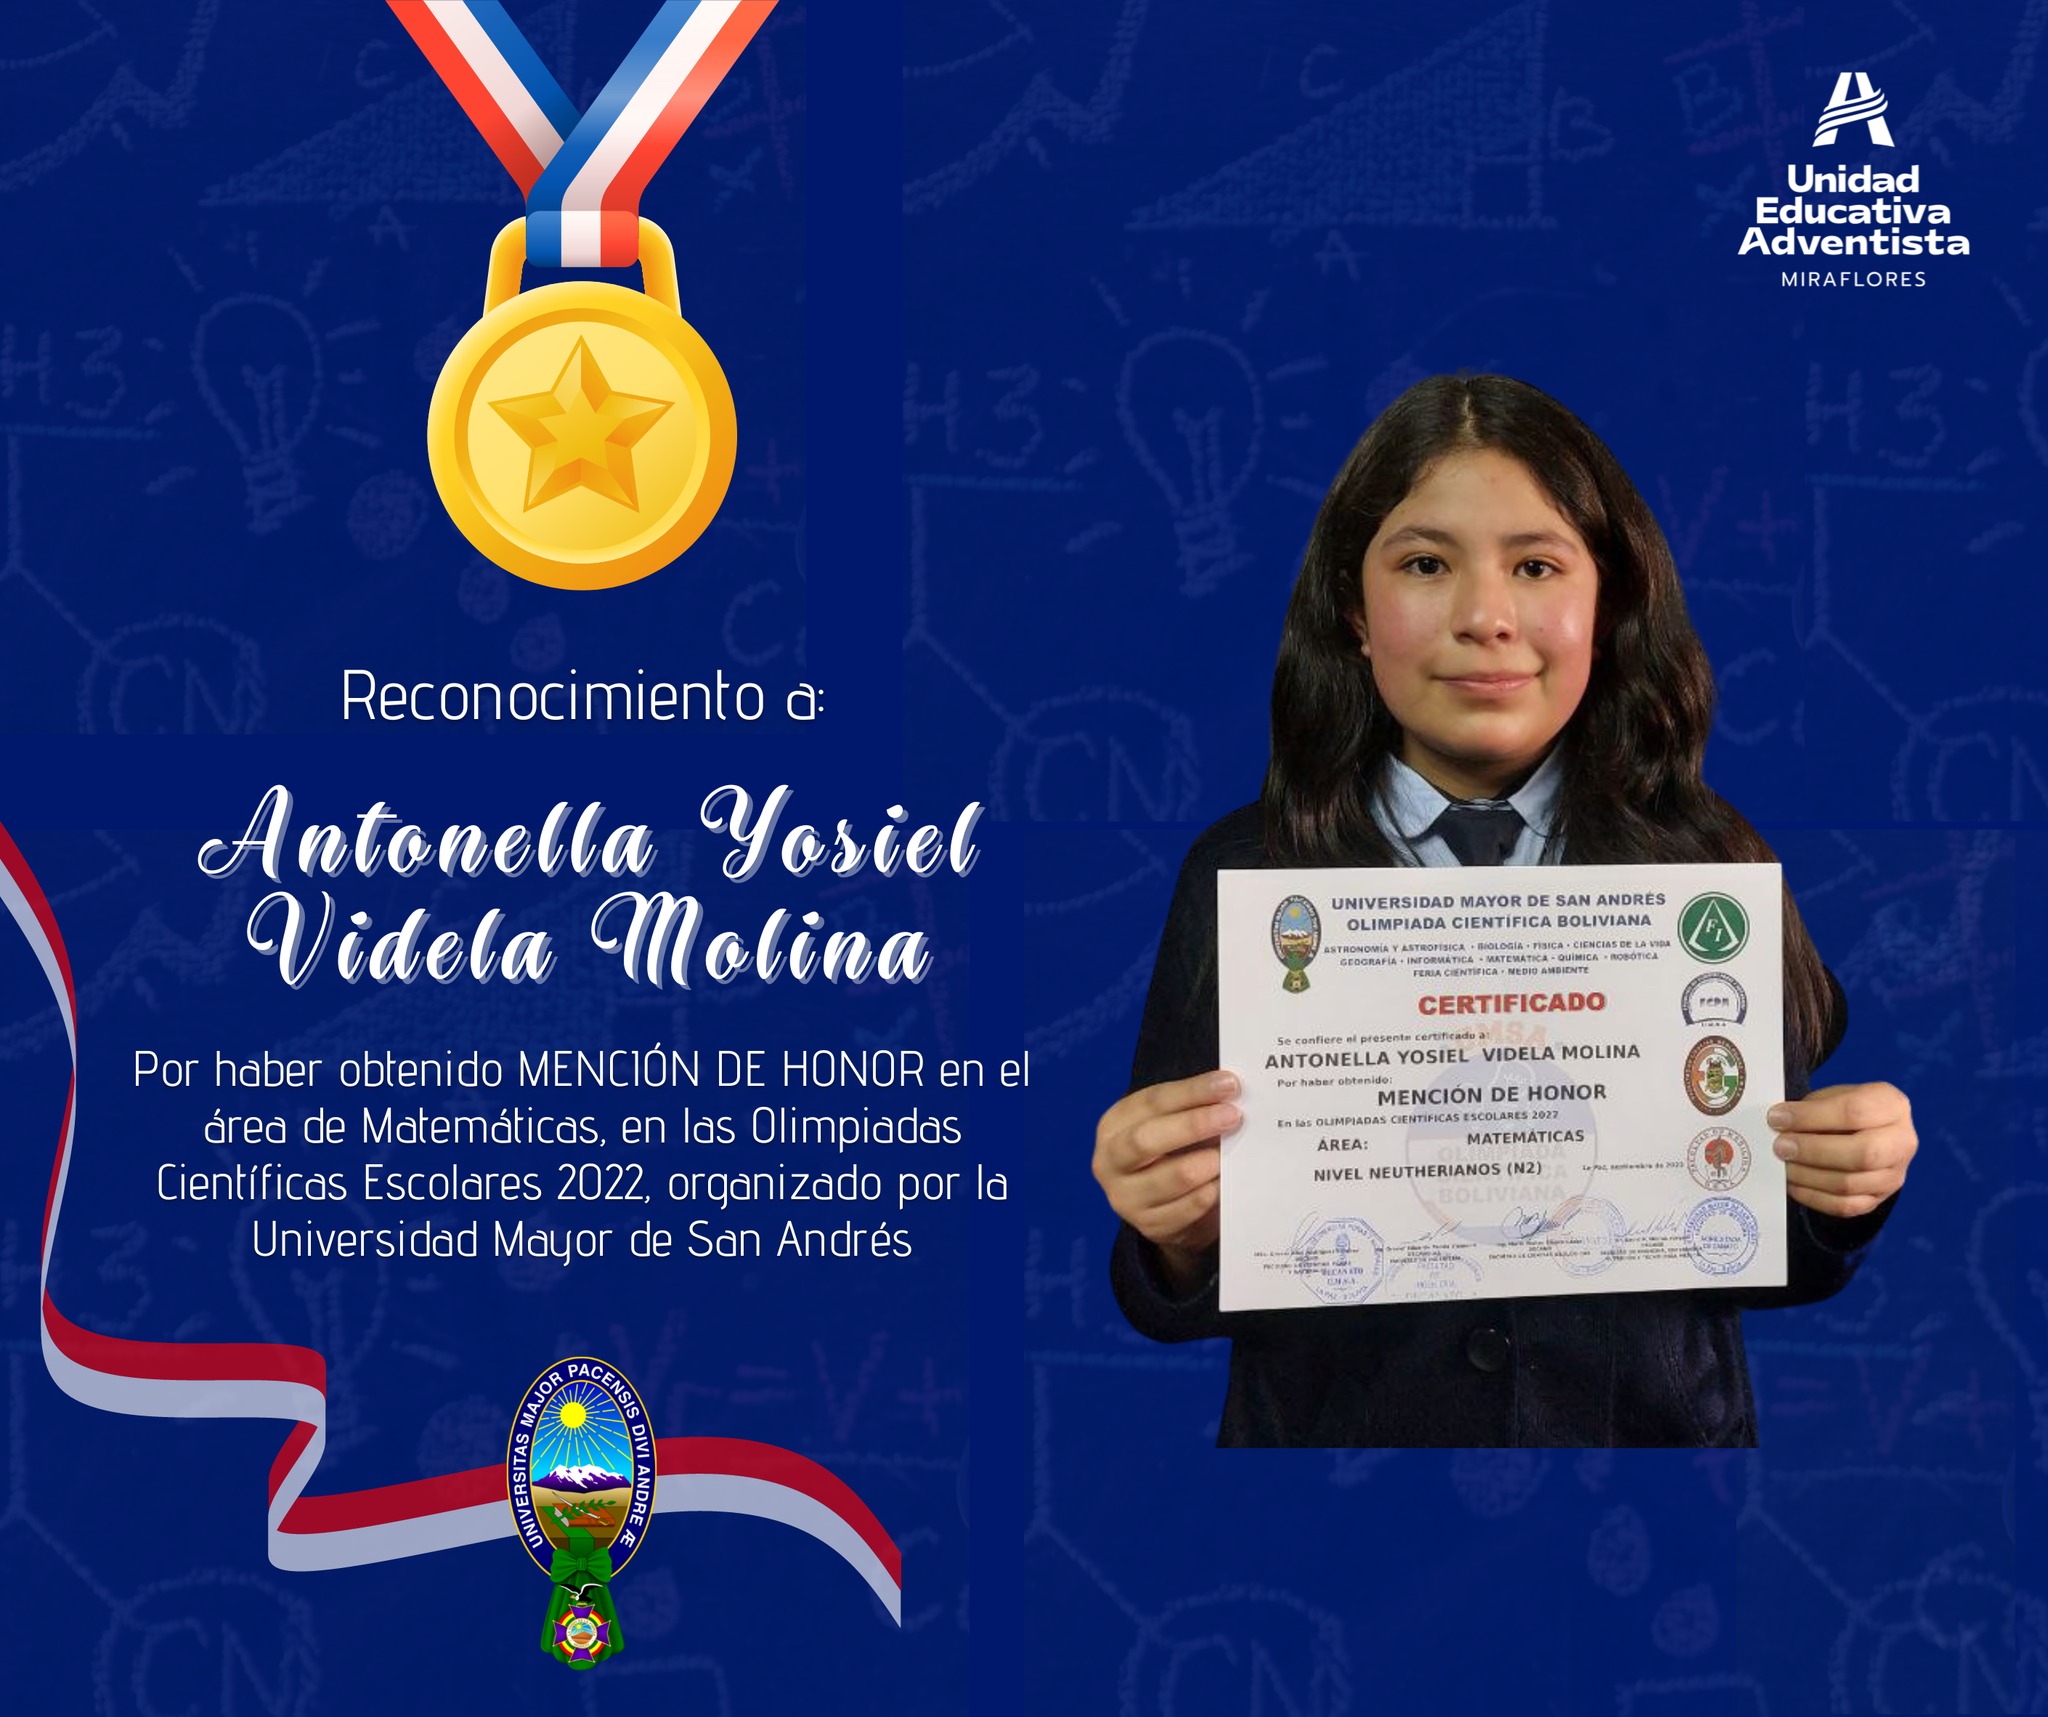 Unidad
Educativa
Adventista
MIRAFLORES
Reconocimiento a:
Antonella Yosiel
Videla Molina
Por haber obtenido MENCIÓN DE HONOR en el
área de Matemáticas, en las Olimpiadas
Científicas Escolares 2022, organizado por la
Universidad Mayor de San Andrés
UNIVERSITAS MAJOR PACENSIS DIVI ANDRE Æ
UNIVERSIDAD MAYOR DE SAN ANDRÉS
OLIMPIADA CIENTÍFICA BOLIVIANA
ASTRONOMÍA Y ASTROFÍSICA • BIOLOGÍA • FÍSICA • CIENCIAS DE LA VIDA
GEOGRAFÍA • INFORMÁTICA • MATEMÁTICA • QUÍMICA • ROBÓTICA
FERIA CIENTÍFICA • MEDIO AMBIENTE
CERTIFICADO
Se confiere el presente certificado a:
ANTONELLA YOSIEL VIDELA MOLINA
Por haber obtenido:
MENCIÓN DE HONOR
En las OLIMPIADAS CIENTÍFICAS ESCOLARES 2022
ÁREA: MATEMÁTICAS
NIVEL NEUTHERIANOS (N2)
La Paz, septiembre de 2022
FI
OLIMPIADA
BOLIVIANA